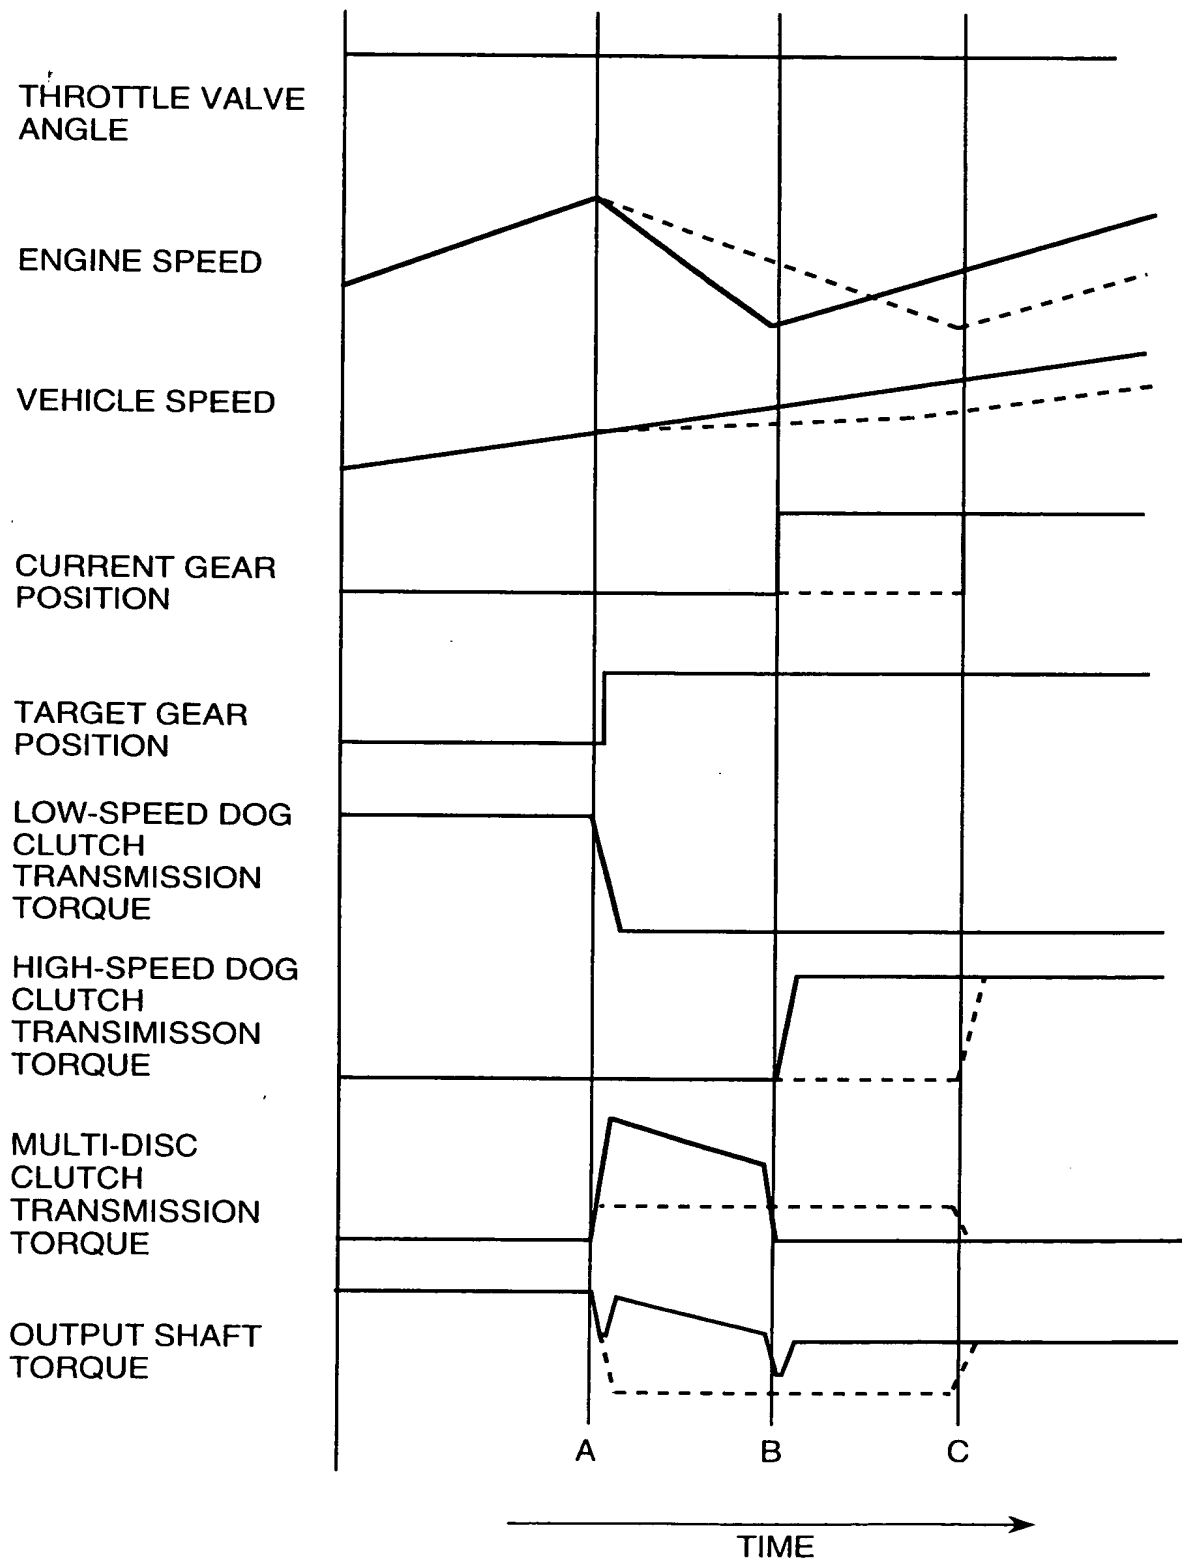 THROTTLE VALVE
ANGLE
ENGINE SPEED
VEHICLE SPEED
CURRENT GEAR
POSITION
TARGET GEAR
POSITION
LOW-SPEED DOG
CLUTCH
TRANSMISSION
TORQUE
HIGH-SPEED DOG
CLUTCH
TRANSIMISSON
TORQUE
MULTI-DISC
CLUTCH
TRANSMISSION
TORQUE
OUTPUT SHAFT
TORQUE
A B C
TIME